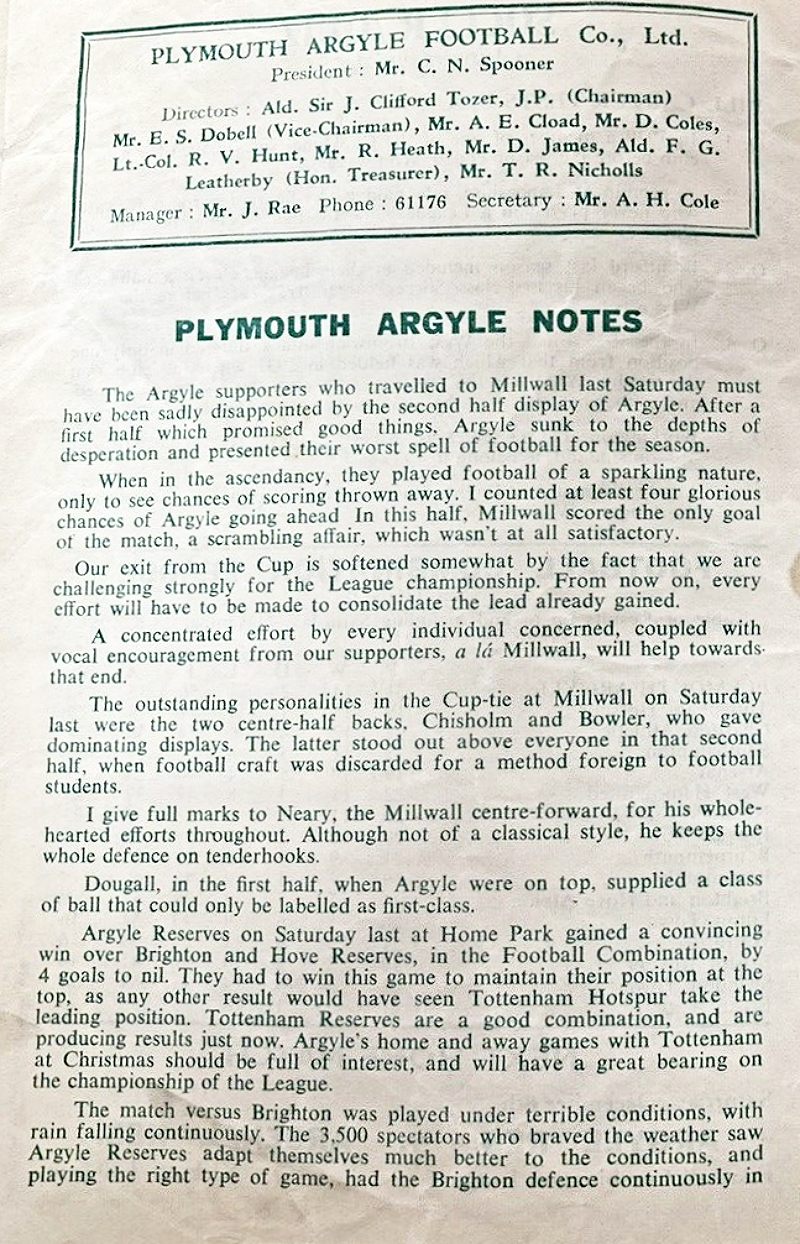 PLYMOUTH ARGYLE FOOTBALL Co., Ltd.
President : Mr. C. N. Spooner
Directors : Ald. Sir J. Clifford Tozer, J.P. (Chairman)
Mr. E. S. Dobell (Vice-Chairman), Mr. A. E. Cload, Mr. D. Coles,
Lt.-Col. R. V. Hunt, Mr. R. Heath, Mr. D. James, Ald. F. G.
Leatherby (Hon. Treasurer), Mr. T. R. Nicholls
Manager : Mr. J. Rae Phone : 61176 Secretary : Mr. A. H. Cole
PLYMOUTH ARGYLE NOTES
The Argyle supporters who travelled to Millwall last Saturday must
have been sadly disappointed by the second half display of Argyle. After a
first half which promised good things, Argyle sunk to the depths of
desperation and presented their worst spell of football for the season.
When in the ascendancy, they played football of a sparkling nature,
only to see chances of scoring thrown away. I counted at least four glorious
chances of Argyle going ahead In this half, Millwall scored the only goal
of the match, a scrambling affair, which wasn't at all satisfactory.
Our exit from the Cup is softened somewhat by the fact that we are
challenging strongly for the League championship. From now on, every
effort will have to be made to consolidate the lead already gained.
A concentrated effort by every individual concerned, coupled with
vocal encouragement from our supporters, a lá Millwall, will help towards
that end.
The outstanding personalities in the Cup-tie at Millwall on Saturday
last were the two centre-half backs, Chisholm and Bowler, who gave
dominating displays. The latter stood out above everyone in that second
half, when football craft was discarded for a method foreign to football
students.
I give full marks to Neary, the Millwall centre-forward, for his whole-
hearted efforts throughout. Although not of a classical style, he keeps the
whole defence on tenderhooks.
Dougall, in the first half, when Argyle were on top, supplied a class
of ball that could only be labelled as first-class.
Argyle Reserves on Saturday last at Home Park gained a convincing
win over Brighton and Hove Reserves, in the Football Combination, by
4 goals to nil. They had to win this game to maintain their position at the
top, as any other result would have seen Tottenham Hotspur take the
leading position. Tottenham Reserves are a good combination, and are
producing results just now. Argyle's home and away games with Tottenham
at Christmas should be full of interest, and will have a great bearing on
the championship of the League.
The match versus Brighton was played under terrible conditions, with
rain falling continuously. The 3,500 spectators who braved the weather saw
Argyle Reserves adapt themselves much better to the conditions, and
playing the right type of game, had the Brighton defence continuously in